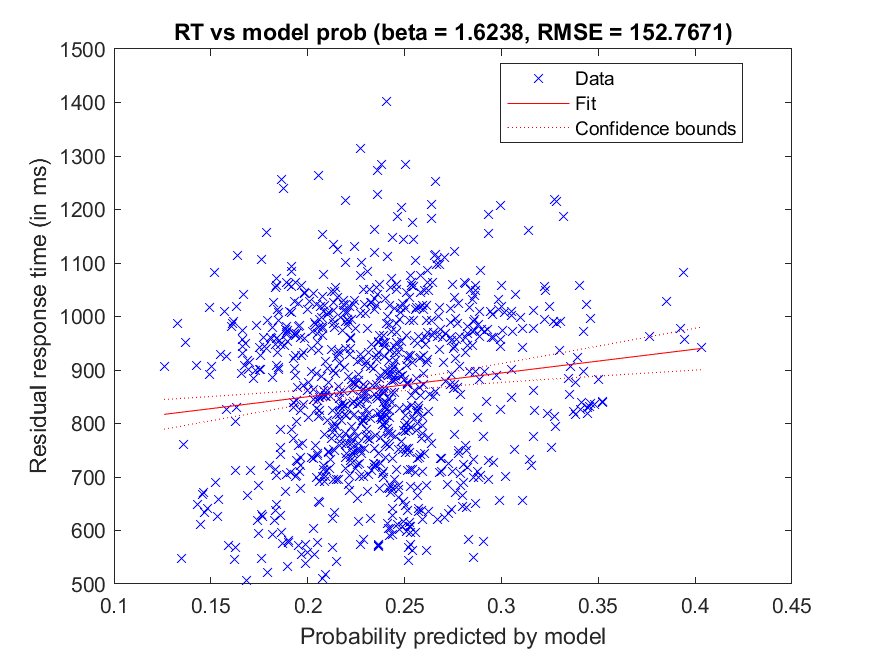 RT vs model prob (beta = 1.6238, RMSE = 152.7671)
1500
1400
1300
1200
1100
1000
900
800
700
600
500
Residual response time (in ms)
Data
Fit
Confidence bounds
0.1 0.15 0.2 0.25 0.3 0.35 0.4 0.45
Probability predicted by model